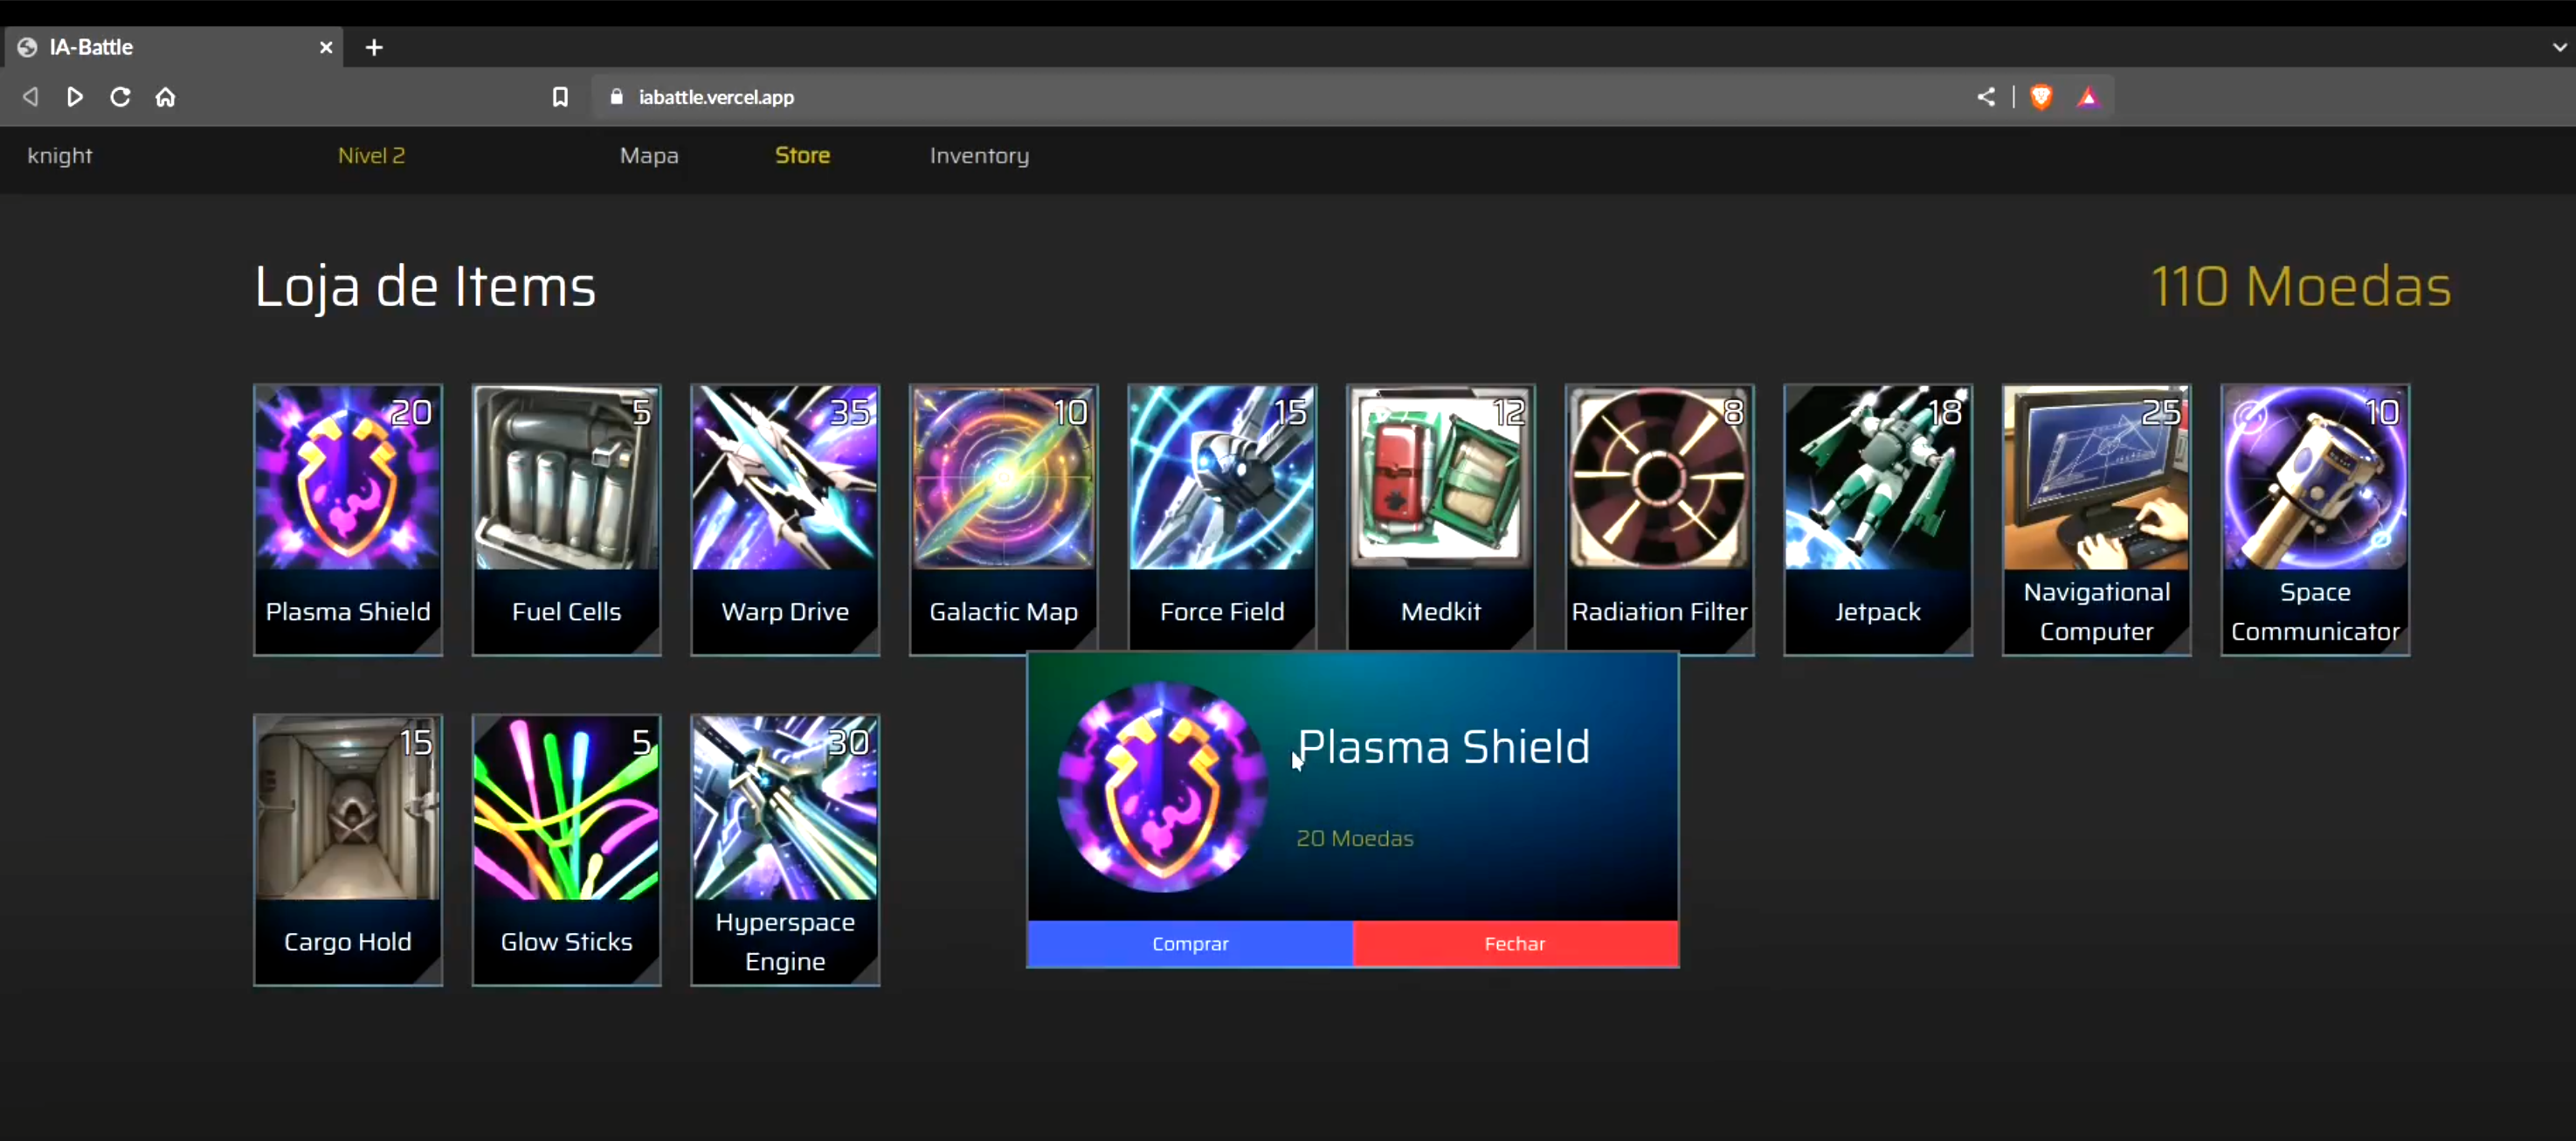 IA-Battle
iabattle.vercel.app
knight Nível 2 Mapa Store Inventory
Loja de Items 110 Moedas
20 5 35 10 15 12 8 18 25 10
Plasma Shield Fuel Cells Warp Drive Galactic Map Force Field Medkit Radiation Filter Jetpack Navigational Computer Space Communicator
15 5 30
Cargo Hold Glow Sticks Hyperspace Engine
Plasma Shield
20 Moedas
Comprar Fechar